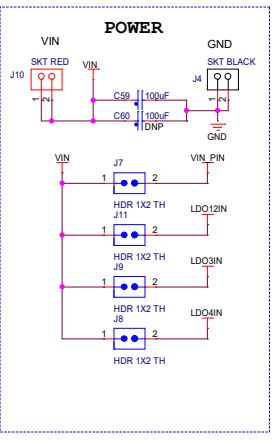 POWER
VIN
GND
SKT RED
VIN
SKT BLACK
J10
C59
100uF
J4
1
2
C60
100uF
1
2
DNP
GND
VIN
J7
VIN_PIN
1
2
HDR 1X2 TH
J11
LDO12IN
1
2
HDR 1X2 TH
J9
LDO3IN
1
2
HDR 1X2 TH
J8
LDO4IN
1
2
HDR 1X2 TH